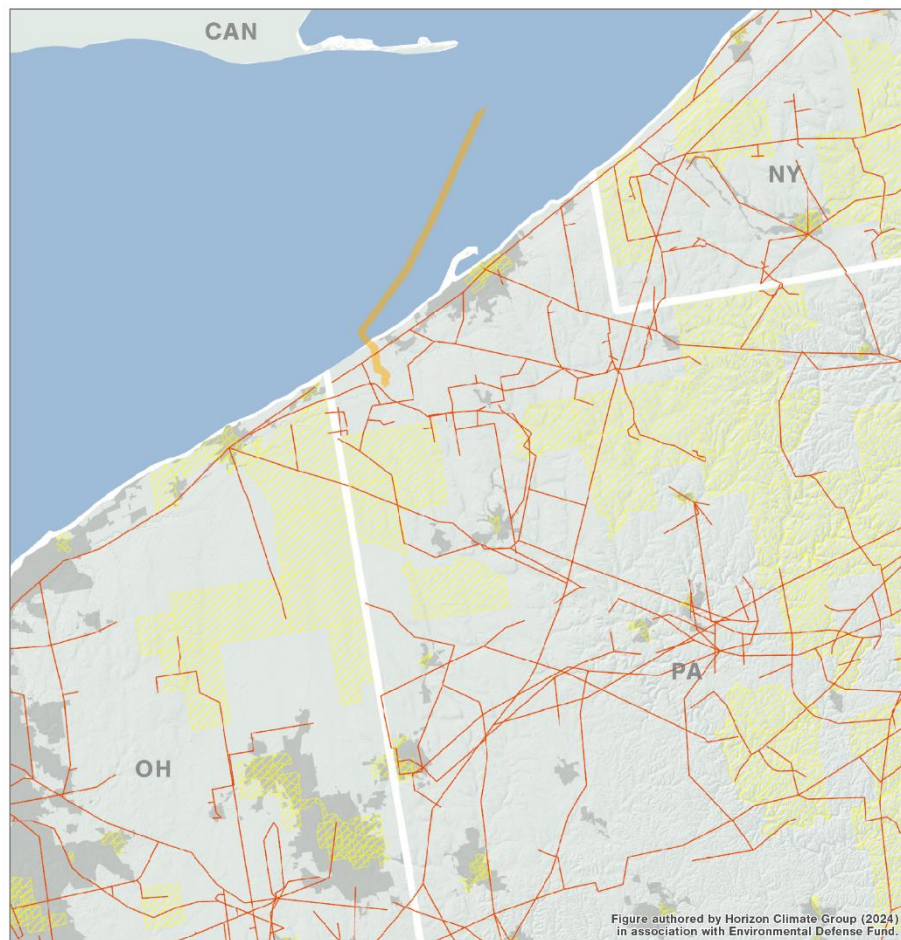 CAN
NY
PA
OH
Figure authored by Horizon Climate Group (2024)
in association with Environmental Defense Fund.